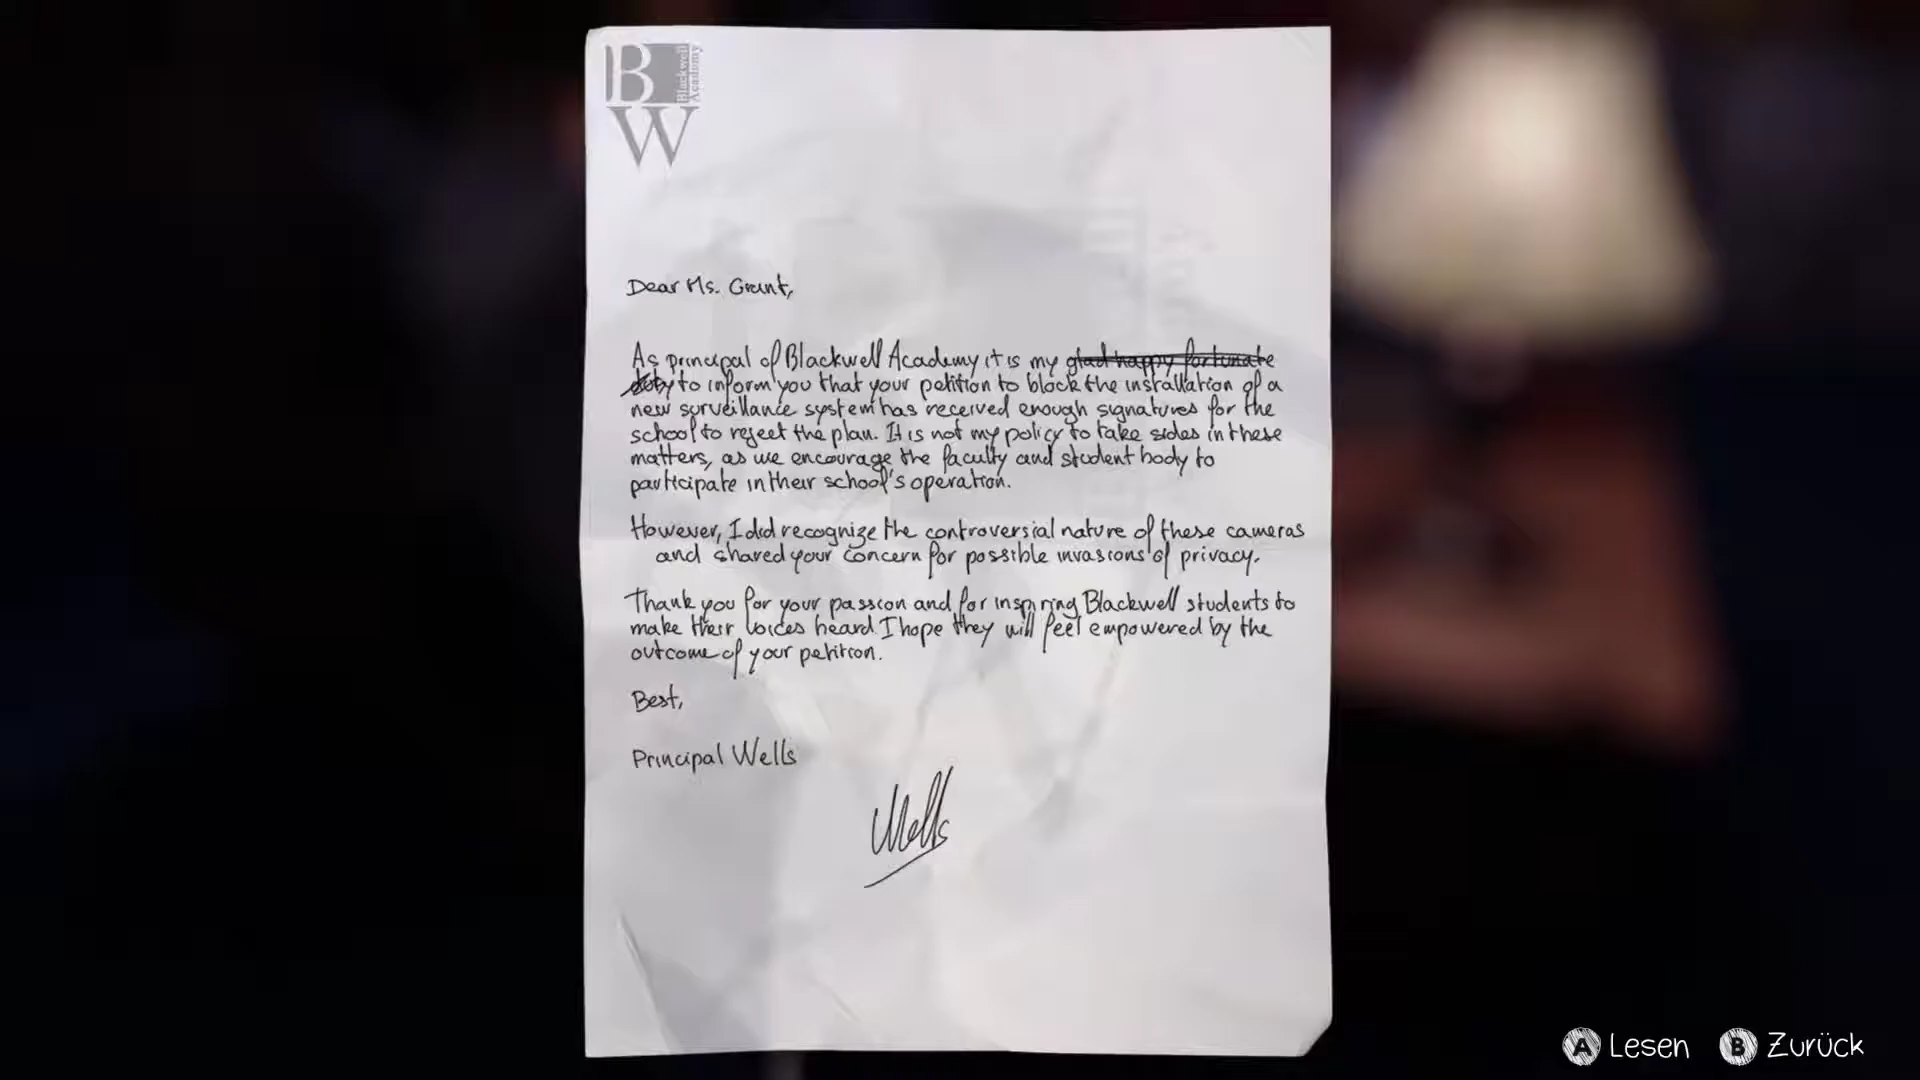 B
Blackwell
Academy
W
Dear Ms. Grant,
As principal of Blackwell Academy it is my glad happy fortunate
duty to inform you that your petition to block the installation of a
new surveillance system has received enough signatures for the
school to reject the plan. It is not my policy to take sides in these
matters, as we encourage the faculty and student body to
participate in their school's operation.
However, I did recognize the controversial nature of these cameras
and shared your concern for possible invasions of privacy.
Thank you for your passion and for inspiring Blackwell students to
make their voices heard I hope they will feel empowered by the
outcome of your petition.
Best,
Principal Wells
Wells
A Lesen B Zurück